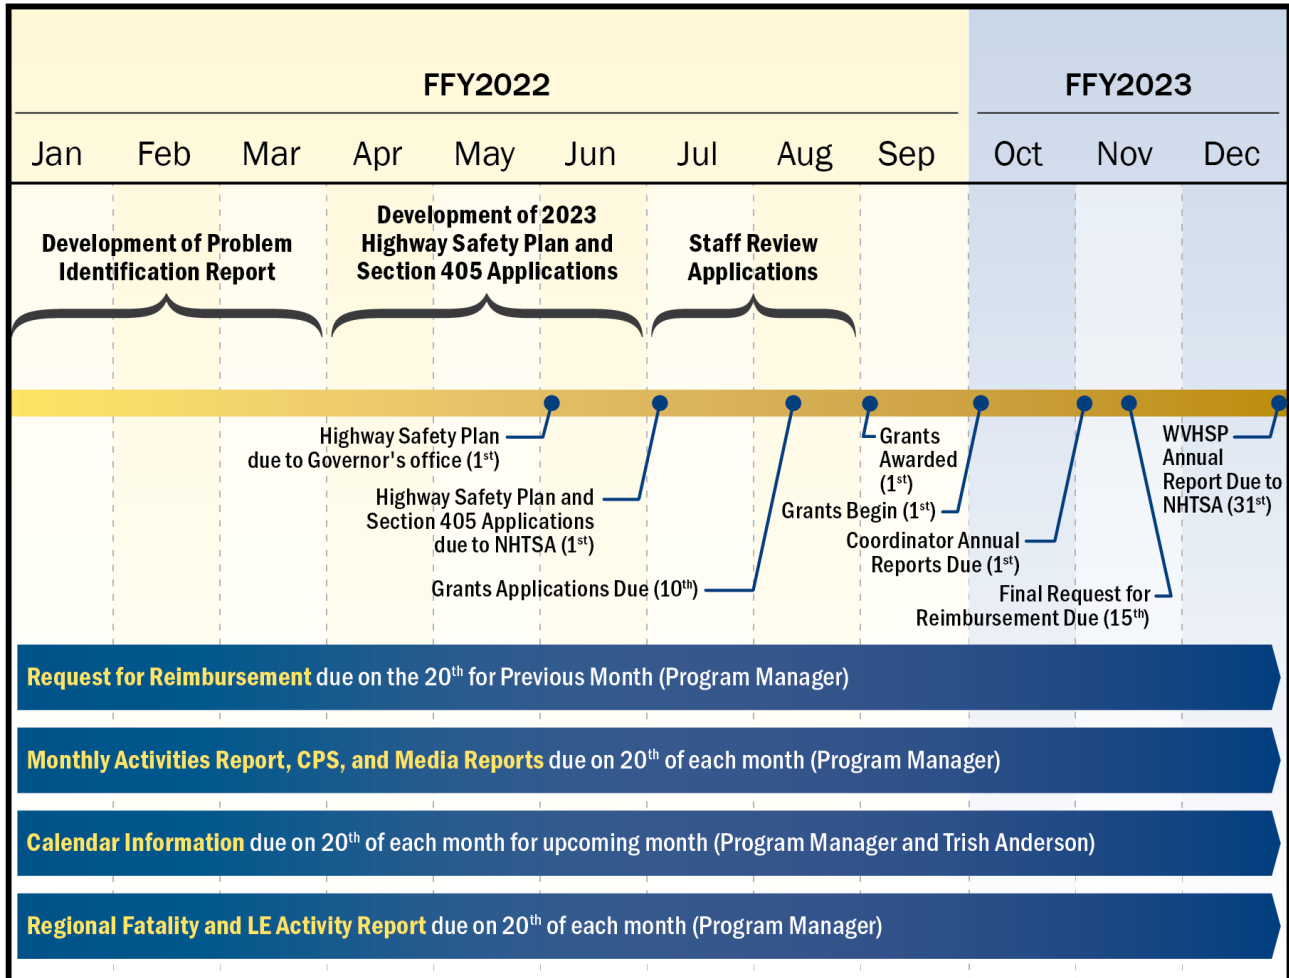 FFY2022
FFY2023
Jan Feb Mar Apr May Jun Jul Aug Sep Oct Nov Dec
Development of Problem
Identification Report
Development of 2023
Highway Safety Plan and
Section 405 Applications
Staff Review
Applications
Highway Safety Plan
due to Governor's office (1st)
Highway Safety Plan and
Section 405 Applications
due to NHTSA (1st)
Grants Applications Due (10th)
Grants
Awarded
(1st)
Grants Begin (1st)
Coordinator Annual
Reports Due (1st)
Final Request for
Reimbursement Due (15th)
WVHSP
Annual
Report Due to
NHTSA (31st)
Request for Reimbursement due on the 20th for Previous Month (Program Manager)
Monthly Activities Report, CPS, and Media Reports due on 20th of each month (Program Manager)
Calendar Information due on 20th of each month for upcoming month (Program Manager and Trish Anderson)
Regional Fatality and LE Activity Report due on 20th of each month (Program Manager)